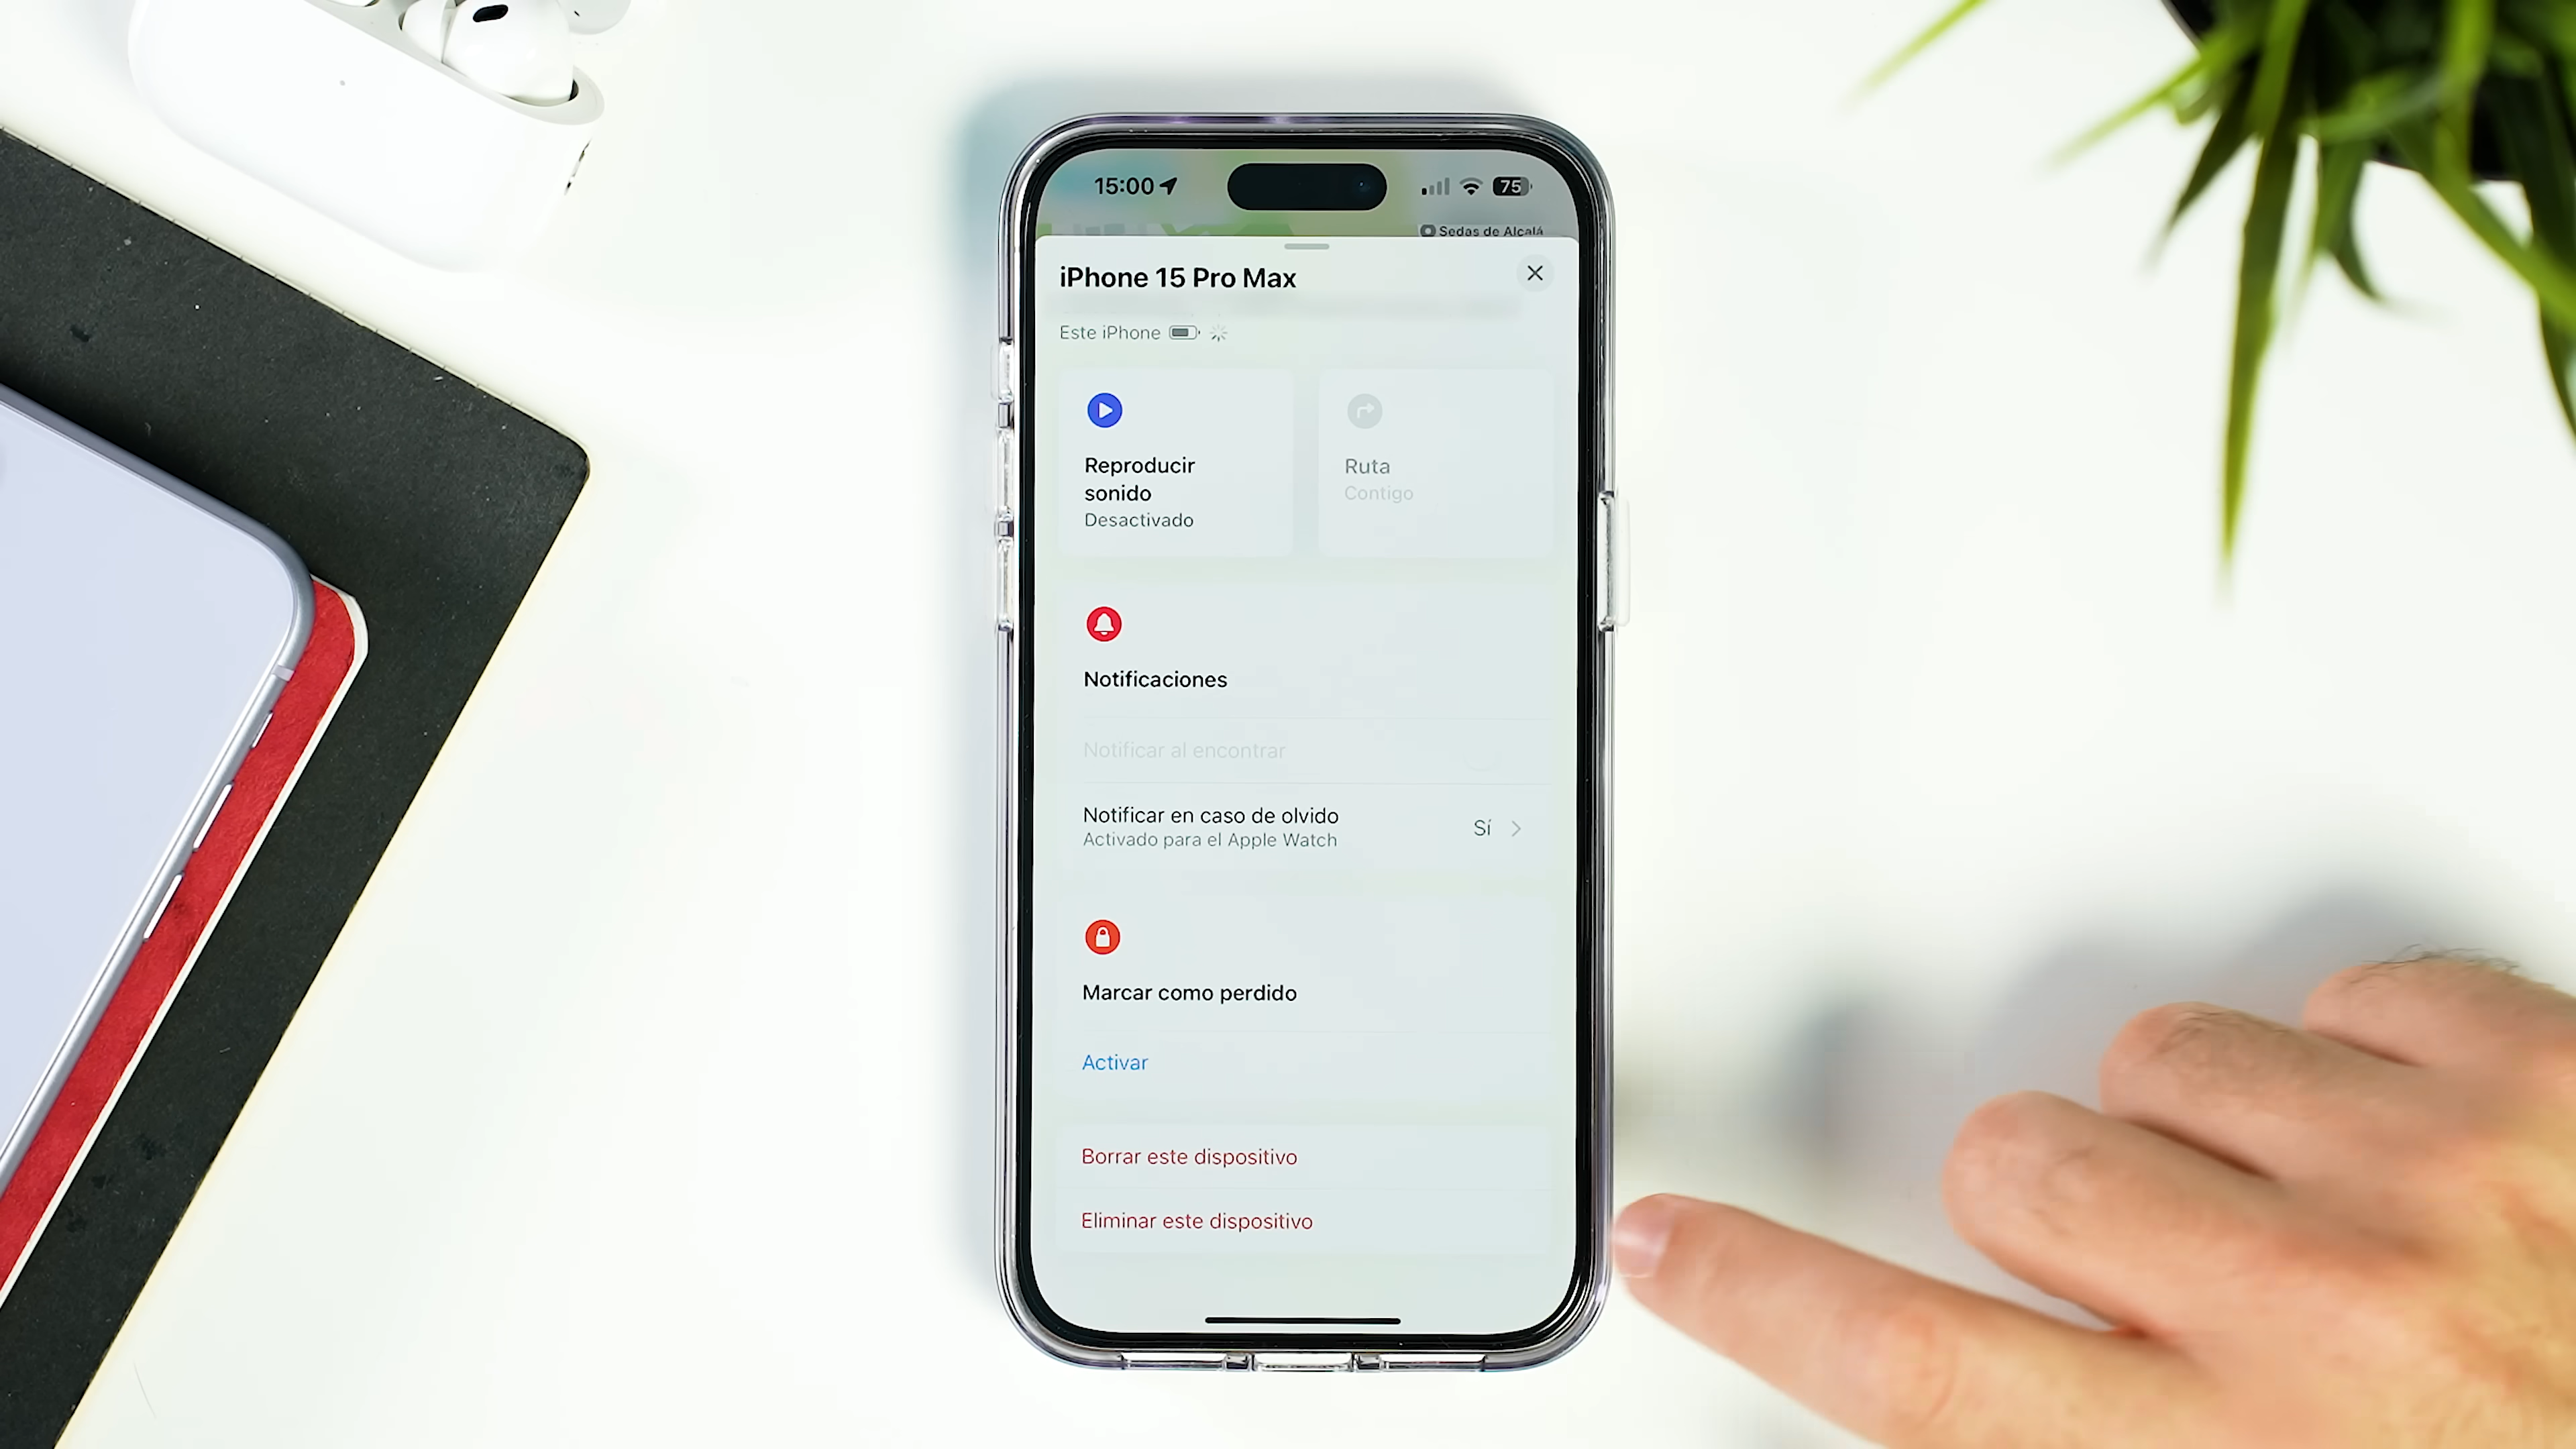 15:00
75
Sedas de Alcalá
iPhone 15 Pro Max
Este iPhone
Reproducir
sonido
Desactivado
Ruta
Contigo
Notificaciones
Notificar al encontrar
Notificar en caso de olvido
Activado para el Apple Watch
Sí
Marcar como perdido
Activar
Borrar este dispositivo
Eliminar este dispositivo